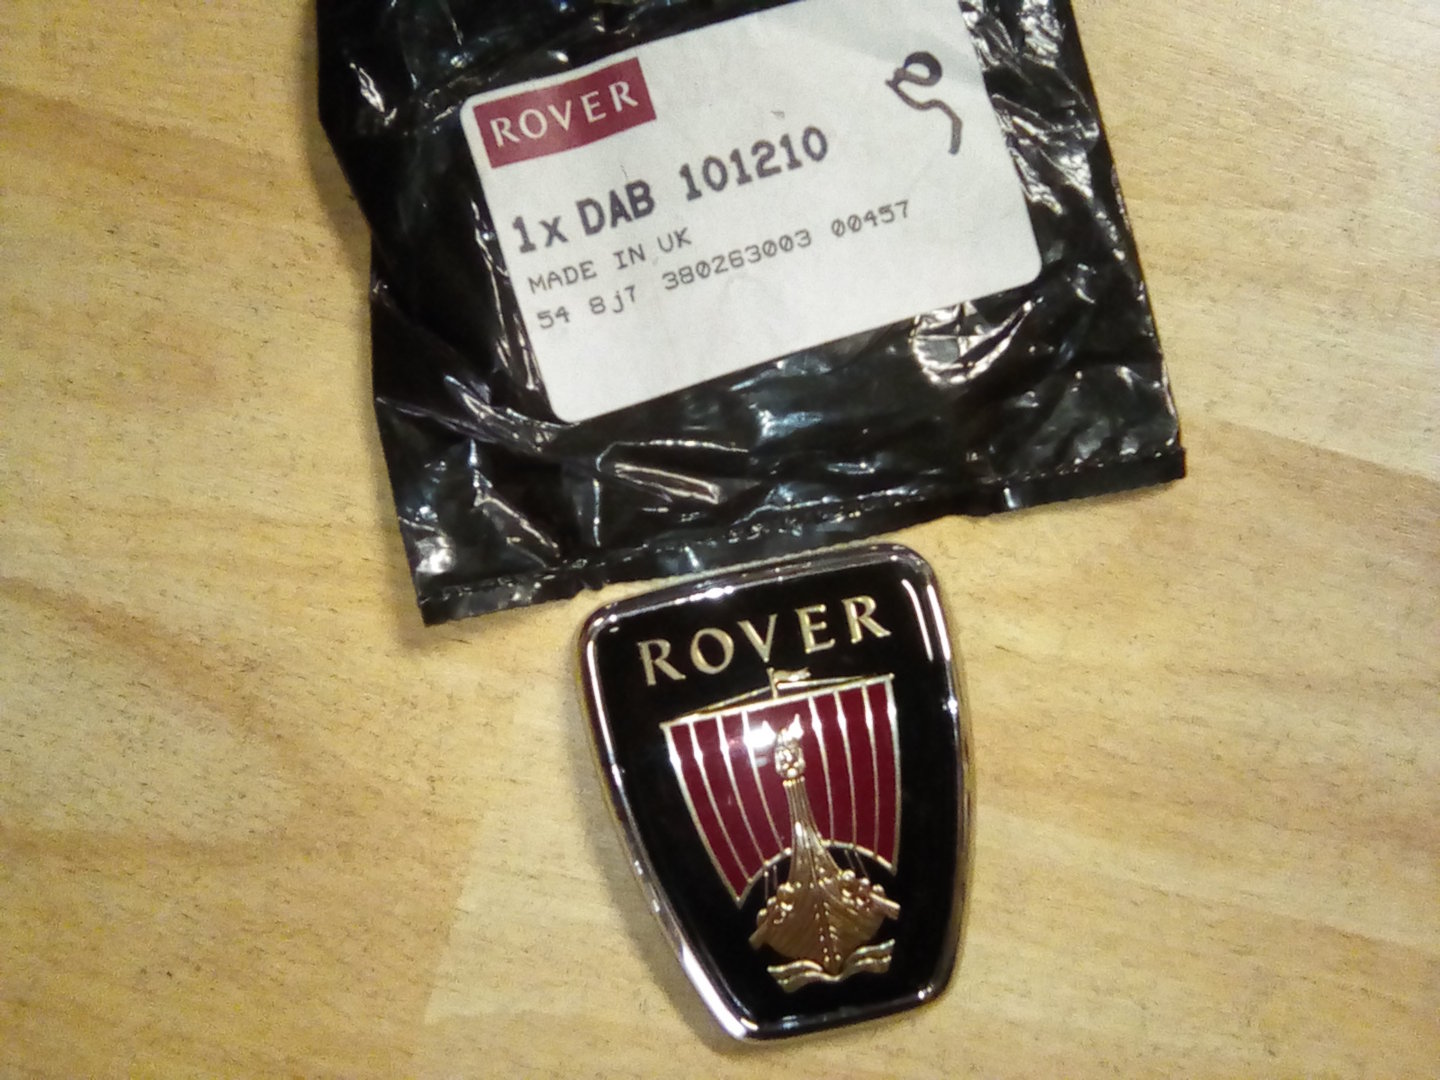 ROVER
1x DAB 101210
MADE IN UK
54 8j7 380263003 00457
ROVER